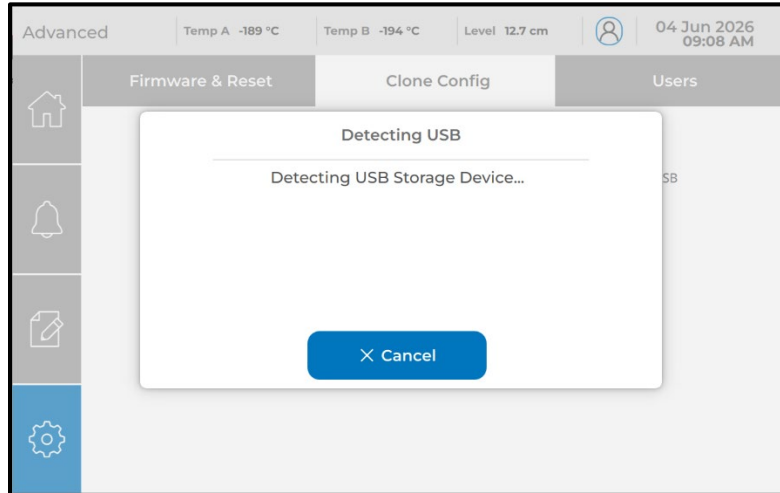 Advanced
Temp A -189 °C
Temp B -194 °C
Level 12.7 cm
04 Jun 2026
09:08 AM
Firmware & Reset
Clone Config
Users
Detecting USB
Detecting USB Storage Device...
SB
× Cancel